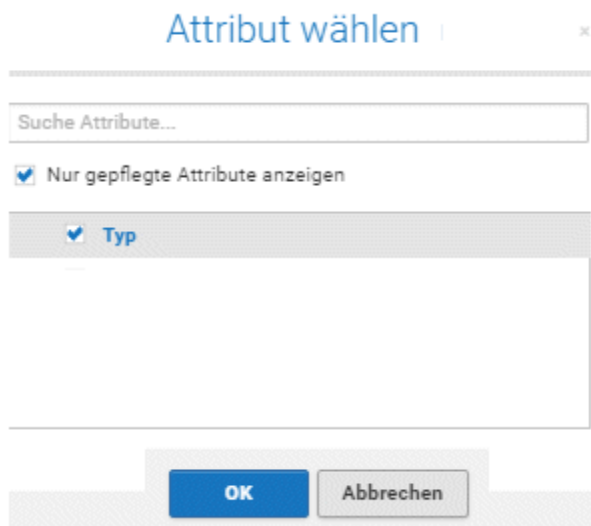 Attribut wählen
Suche Attribute...
Nur gepflegte Attribute anzeigen
Typ
OK Abbrechen